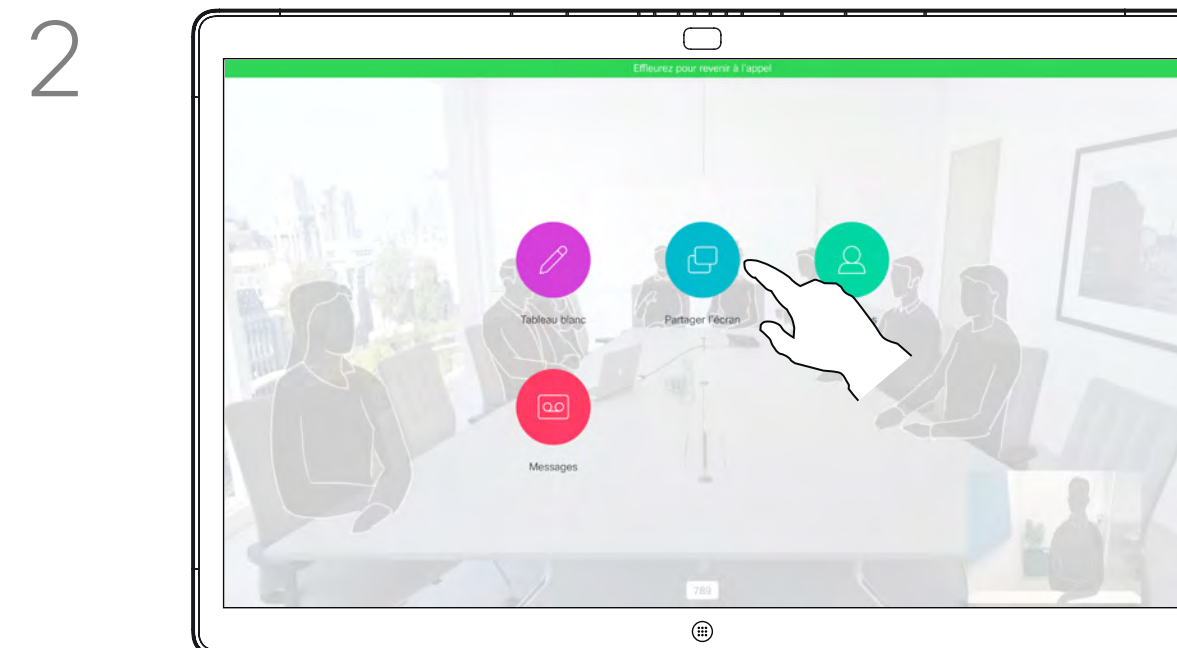 2
Effleurez pour revenir à l'appel
Tableau blanc
Partager l'écran
Messages
789